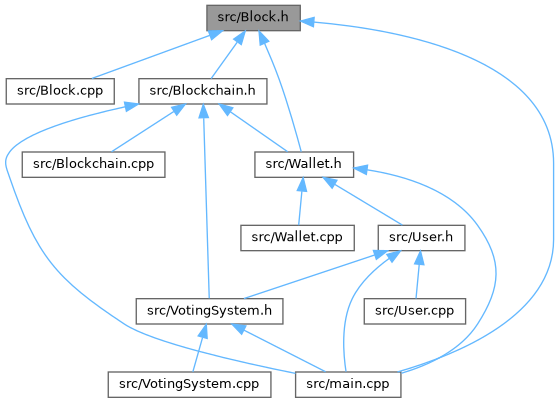 src/Block.h
src/Block.cpp
src/Blockchain.h
src/Blockchain.cpp
src/Wallet.h
src/Wallet.cpp
src/User.h
src/VotingSystem.h
src/User.cpp
src/VotingSystem.cpp
src/main.cpp